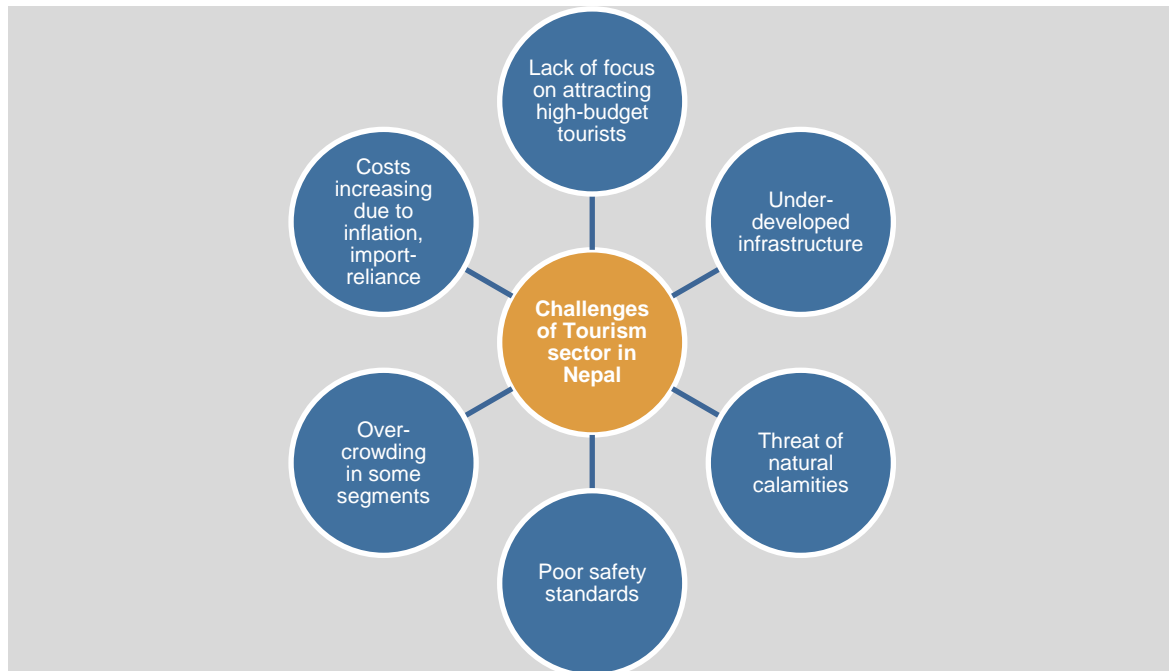 Lack of focus
on attracting
high-budget
tourists
Costs
increasing
due to
inflation,
import-
reliance
Under-
developed
infrastructure
Challenges
of Tourism
sector in
Nepal
Over-
crowding
in some
segments
Threat of
natural
calamities
Poor safety
standards